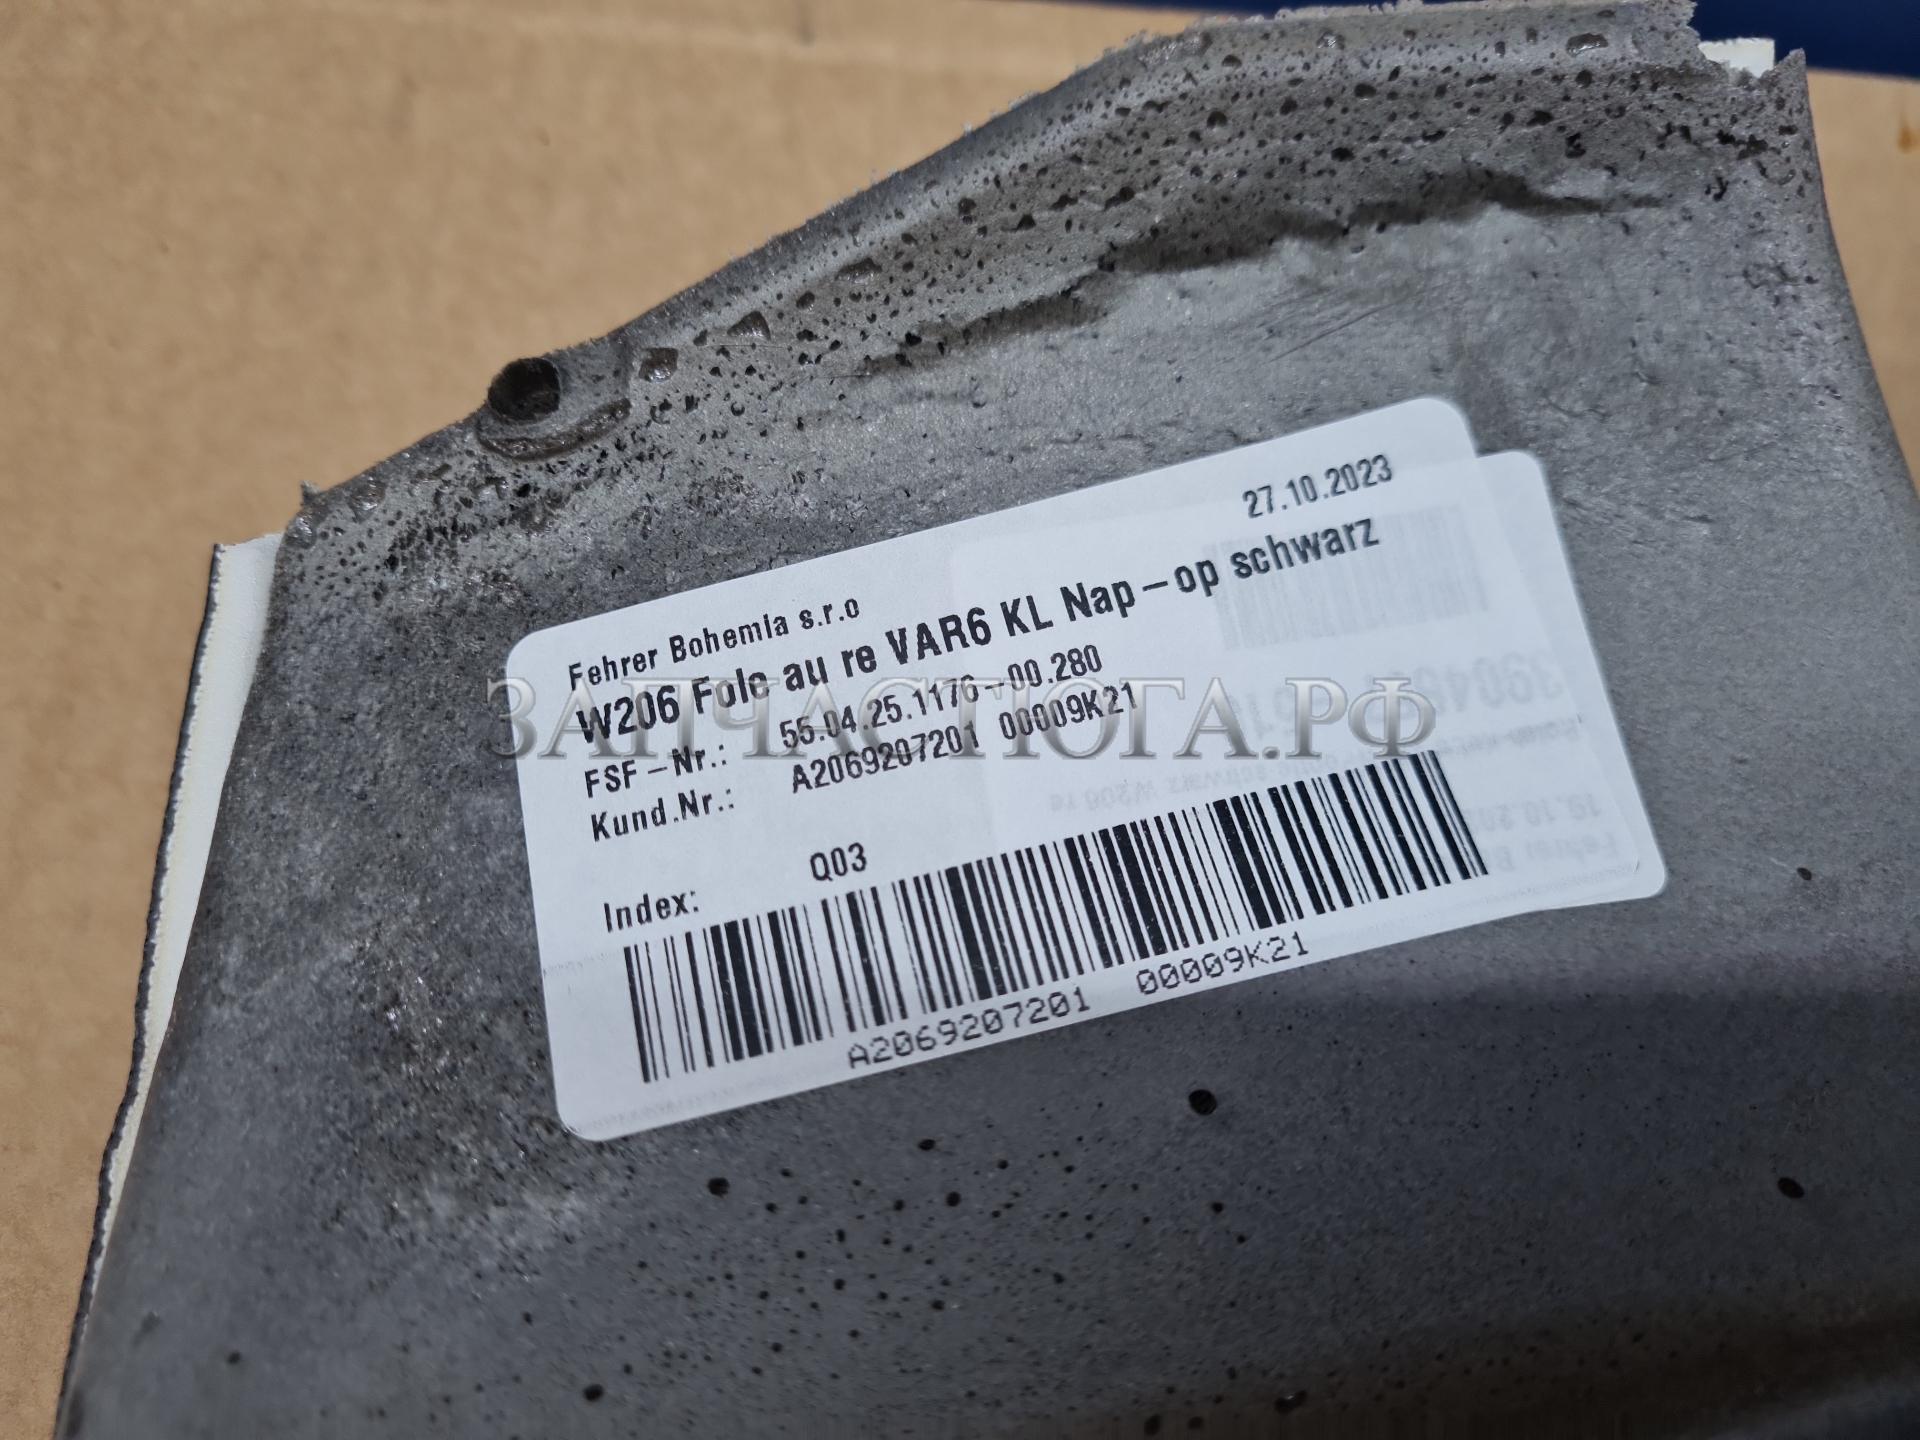 27.10.2023
Fehrer Bohemia s.r.o
W206 Fole au re VAR6 KL Nap-op schwarz
FSF-Nr.: 55.04.25.1176-00.280
Kund.Nr.: A2069207201 00009K21
ЗАПЧАСТЮГА.РФ
Index: Q03
A2069207201 00009K21